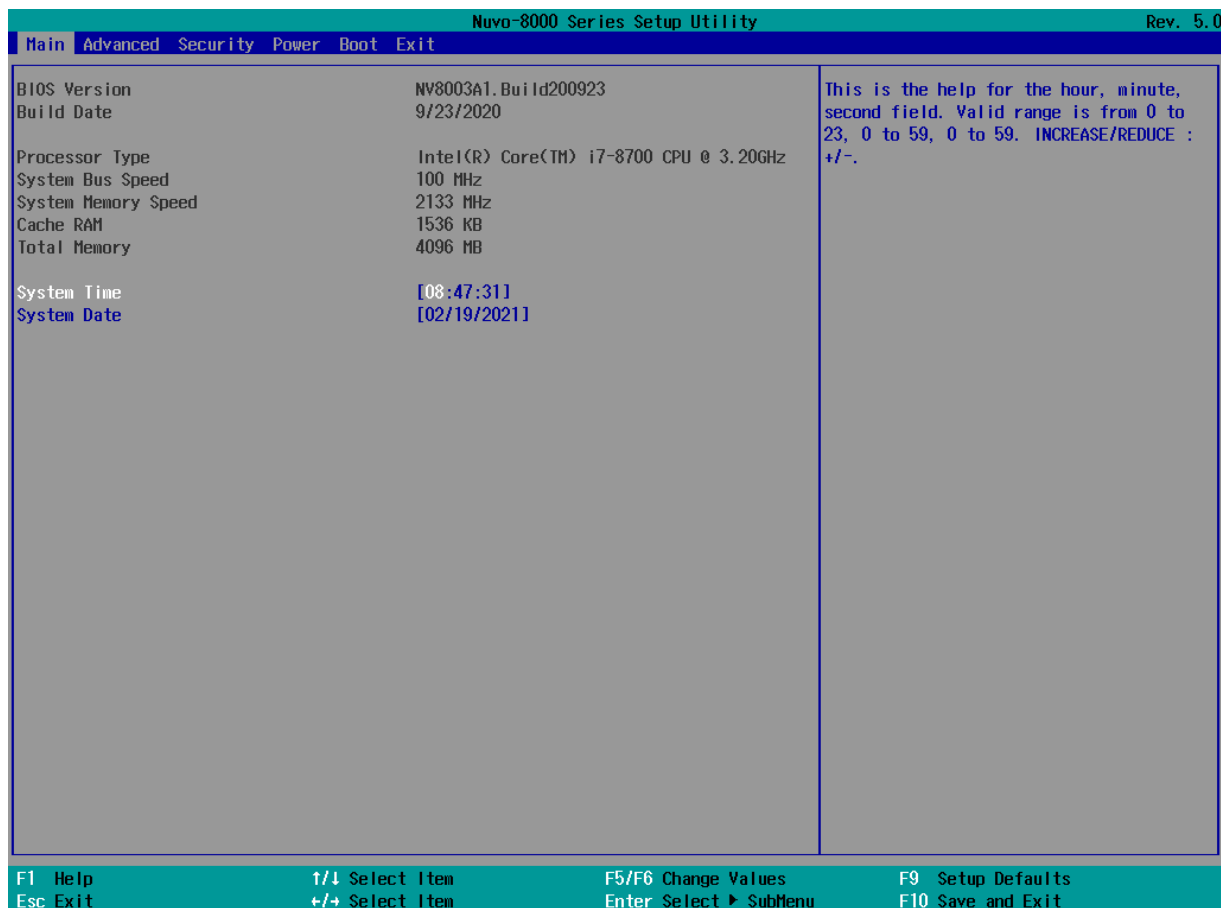 Nuvo-8000 Series Setup Utility Rev. 5.0
Main Advanced Security Power Boot Exit
BIOS Version NV8003A1.Build200923
Build Date 9/23/2020
Processor Type Intel(R) Core(TM) i7-8700 CPU @ 3.20GHz
System Bus Speed 100 MHz
System Memory Speed 2133 MHz
Cache RAM 1536 KB
Total Memory 4096 MB
System Time [08:47:31]
System Date [02/19/2021]
This is the help for the hour, minute,
second field. Valid range is from 0 to
23, 0 to 59, 0 to 59. INCREASE/REDUCE :
+/-.
F1 Help ↑/↓ Select Item F5/F6 Change Values F9 Setup Defaults
Esc Exit ←/→ Select Item Enter Select ▶ SubMenu F10 Save and Exit